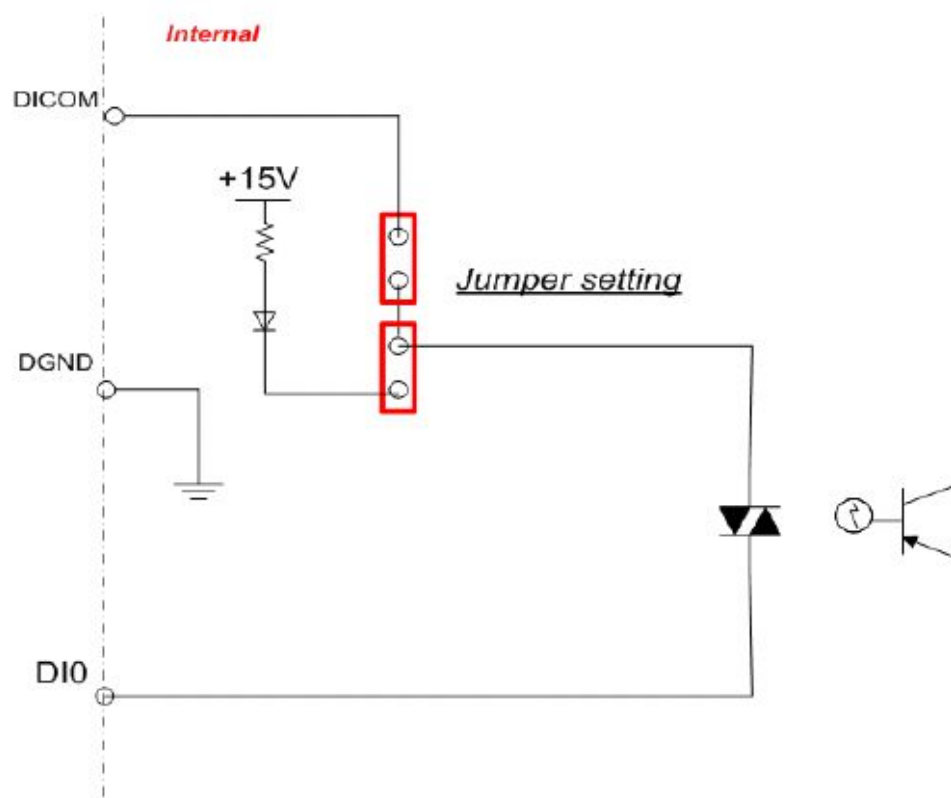 Internal
DICOM
+15V
Jumper setting
DGND
DI0